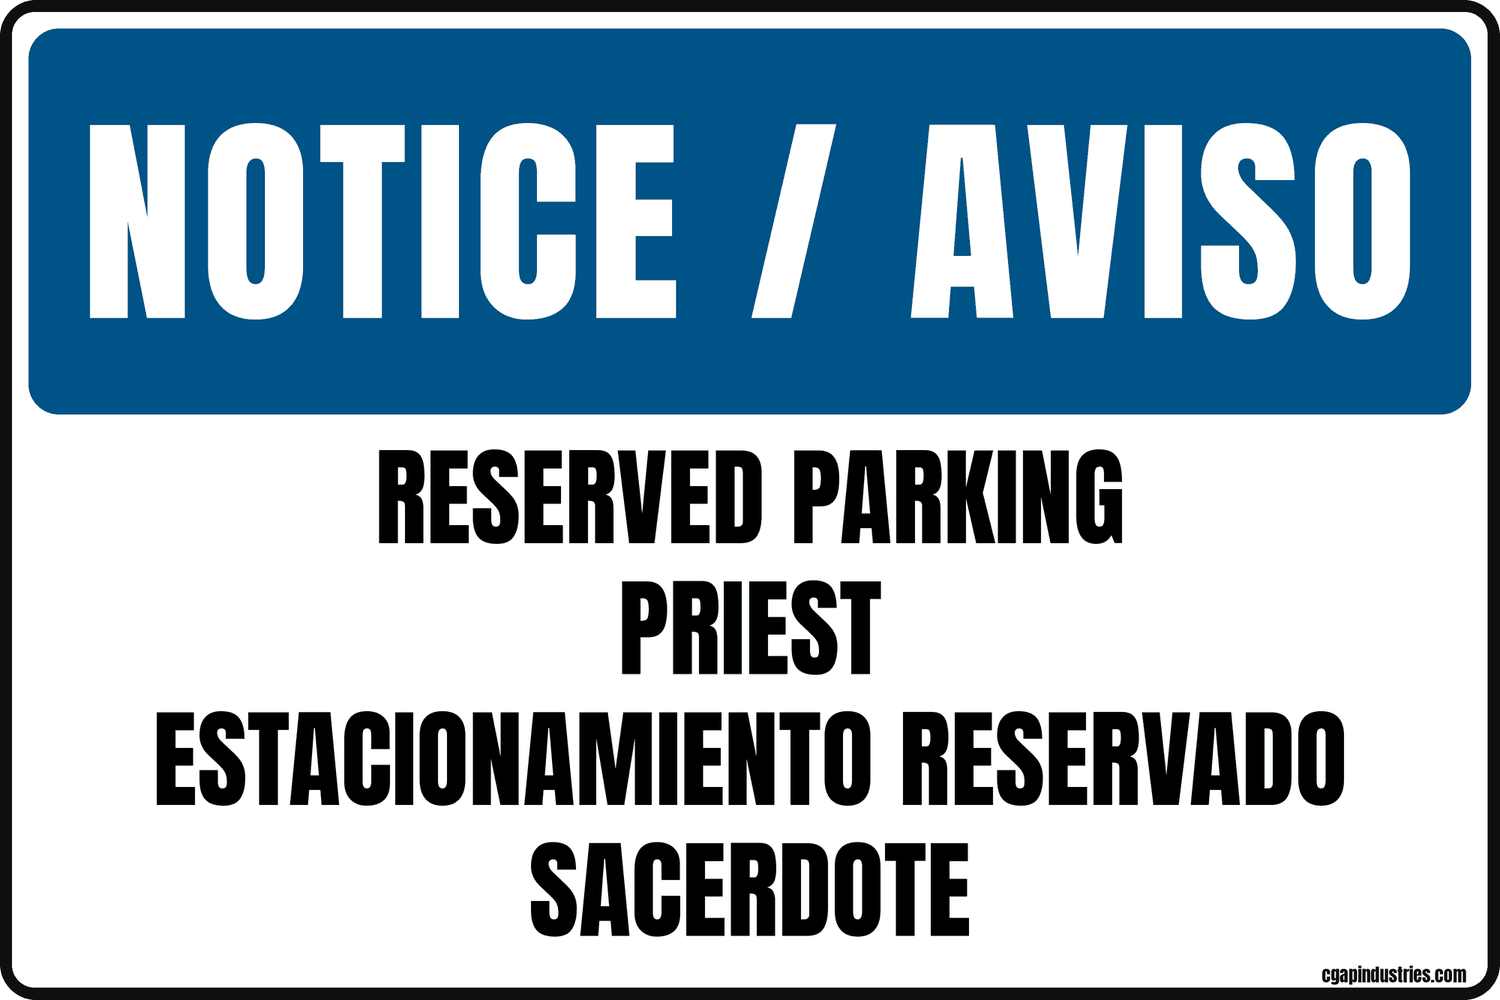 NOTICE / AVISO
RESERVED PARKING
PRIEST
ESTACIONAMIENTO RESERVADO
SACERDOTE
cgapindustries.com